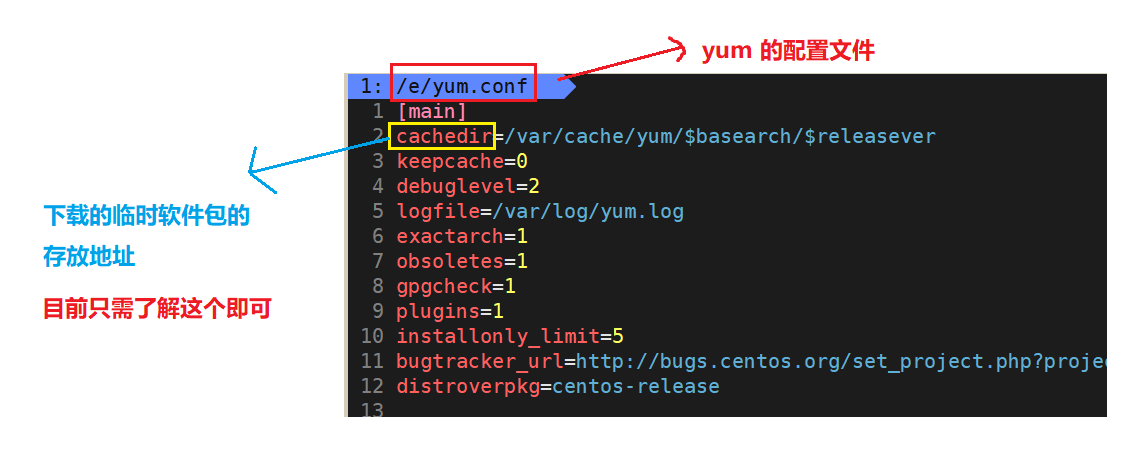 yum 的配置文件
1: /e/yum.conf
1 [main]
2 cachedir=/var/cache/yum/$basearch/$releasever
3 keepcache=0
4 debuglevel=2
5 logfile=/var/log/yum.log
6 exactarch=1
7 obsoletes=1
8 gpgcheck=1
9 plugins=1
10 installonly_limit=5
11 bugtracker_url=http://bugs.centos.org/set_project.php?proje
12 distroverpkg=centos-release
13
下载的临时软件包的
存放地址
目前只需了解这个即可